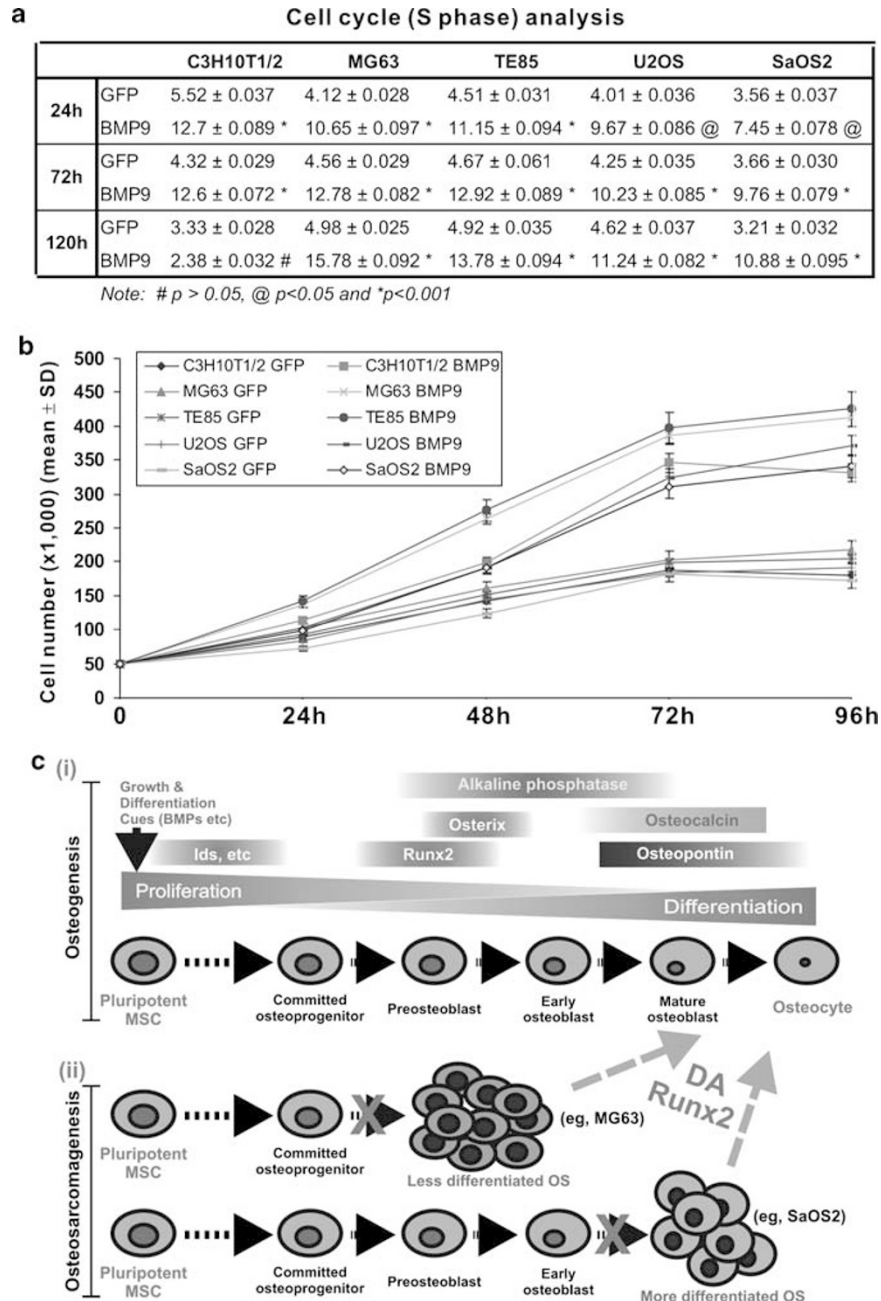 a
Cell cycle (S phase) analysis
C3H10T1/2 MG63 TE85 U2OS SaOS2
24h
GFP 5.52 ± 0.037 4.12 ± 0.028 4.51 ± 0.031 4.01 ± 0.036 3.56 ± 0.037
BMP9 12.7 ± 0.089 * 10.65 ± 0.097 * 11.15 ± 0.094 * 9.67 ± 0.086 @ 7.45 ± 0.078 @
72h
GFP 4.32 ± 0.029 4.56 ± 0.029 4.67 ± 0.061 4.25 ± 0.035 3.66 ± 0.030
BMP9 12.6 ± 0.072 * 12.78 ± 0.082 * 12.92 ± 0.089 * 10.23 ± 0.085 * 9.76 ± 0.079 *
120h
GFP 3.33 ± 0.028 4.98 ± 0.025 4.92 ± 0.035 4.62 ± 0.037 3.21 ± 0.032
BMP9 2.38 ± 0.032 # 15.78 ± 0.092 * 13.78 ± 0.094 * 11.24 ± 0.082 * 10.88 ± 0.095 *
Note: # p > 0.05, @ p<0.05 and *p<0.001
b
Cell number (x1,000) (mean ± SD)
500
450
400
350
300
250
200
150
100
50
0
C3H10T1/2 GFP C3H10T1/2 BMP9
MG63 GFP MG63 BMP9
TE85 GFP TE85 BMP9
U2OS GFP U2OS BMP9
SaOS2 GFP SaOS2 BMP9
0 24h 48h 72h 96h
c (i)
Osteogenesis
Growth &
Differentiation
Cues (BMPs etc)
Alkaline phosphatase
Osterix
Osteocalcin
Ids, etc
Runx2
Osteopontin
Proliferation
Differentiation
Pluripotent
MSC
Committed
osteoprogenitor
Preosteoblast
Early
osteoblast
Mature
osteoblast
Osteocyte
(ii)
Osteosarcomagenesis
DA
Runx2
Pluripotent
MSC
Committed
osteoprogenitor
X
(eg, MG63)
Less differentiated OS
Pluripotent
MSC
Committed
osteoprogenitor
Preosteoblast
Early
osteoblast
X
(eg, SaOS2)
More differentiated OS